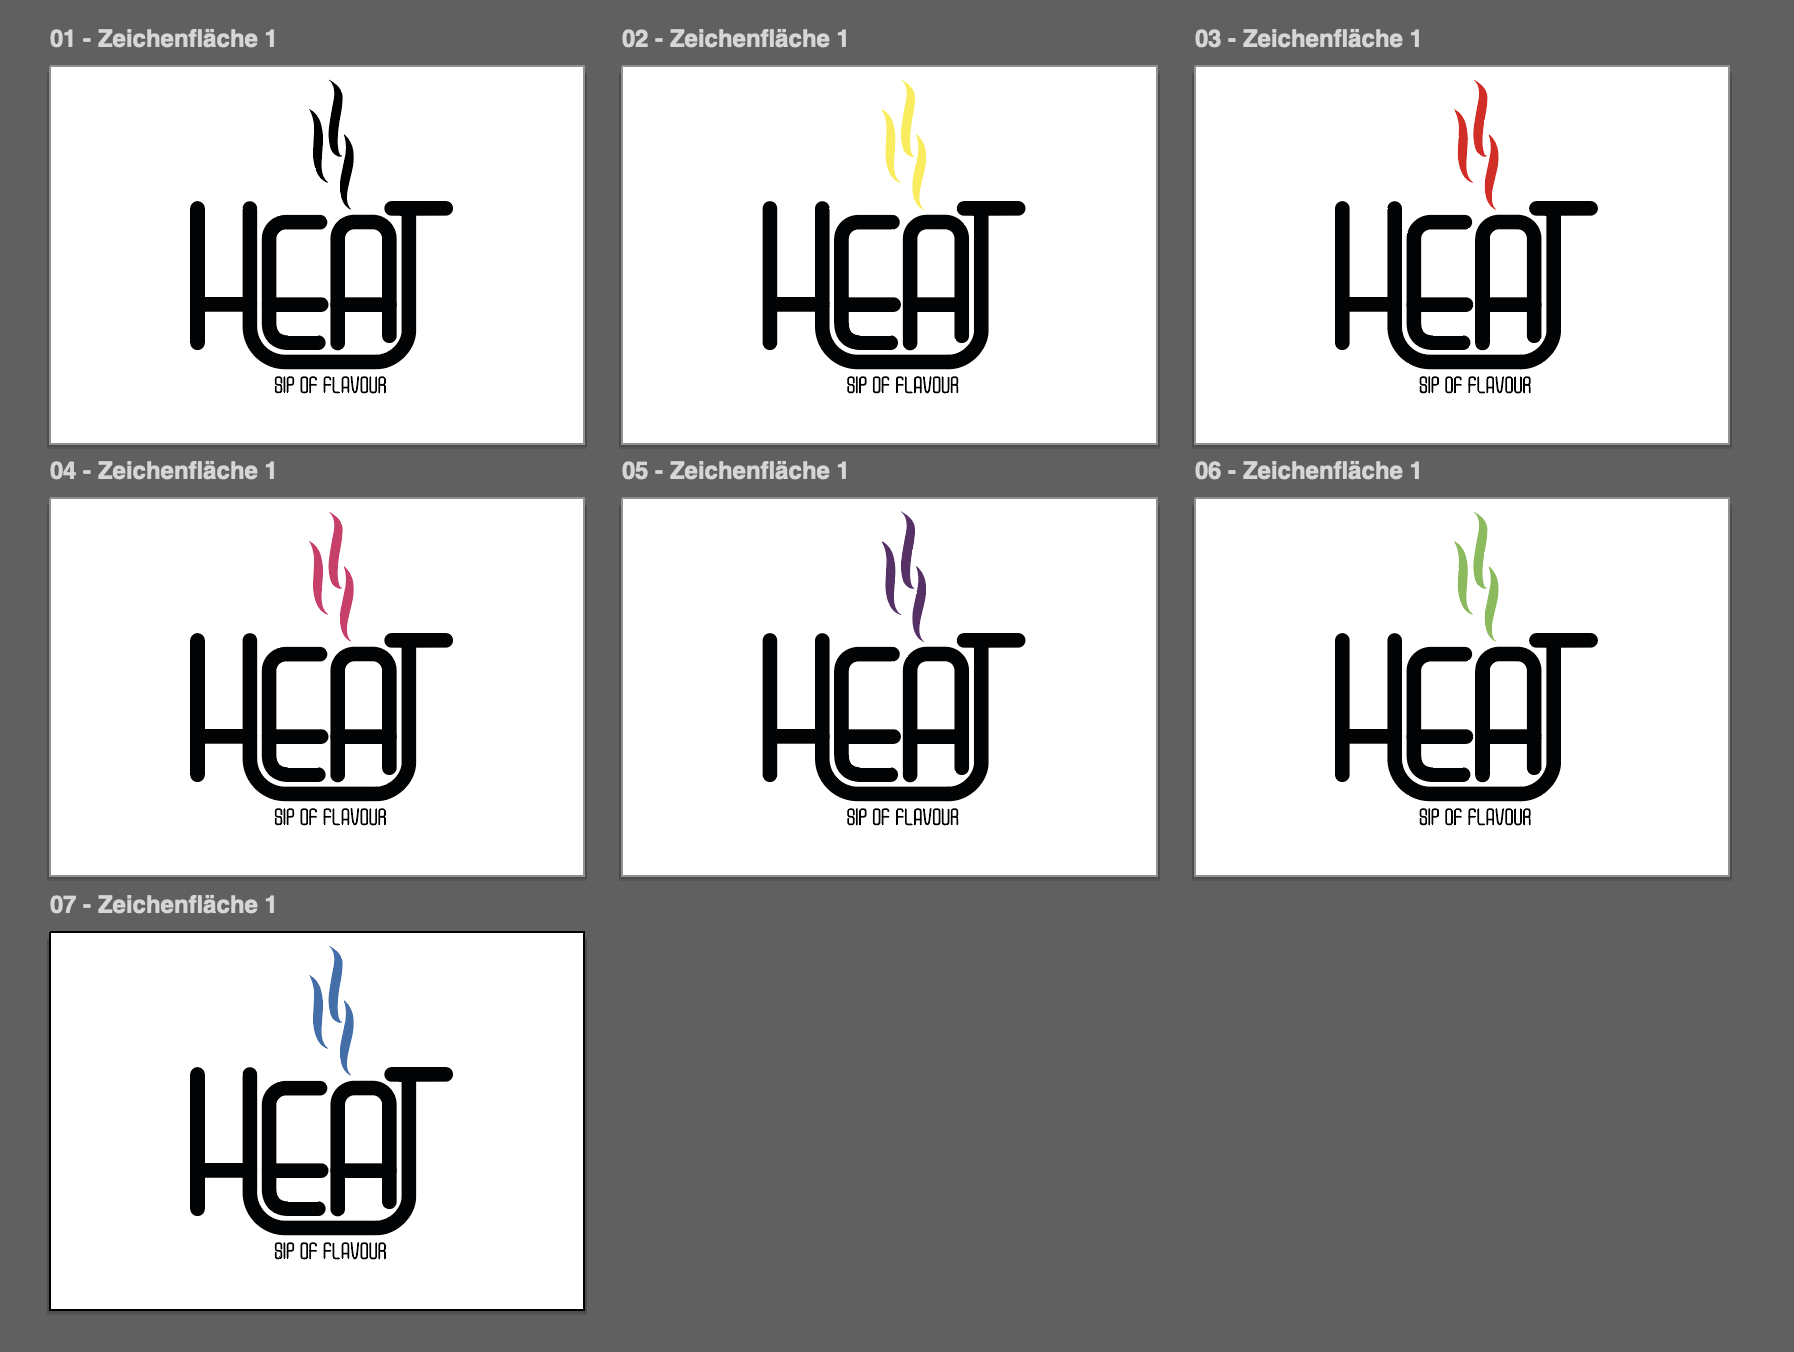 01 - Zeichenfläche 1
02 - Zeichenfläche 1
03 - Zeichenfläche 1
HEAT
SIP OF FLAVOUR
HEAT
SIP OF FLAVOUR
HEAT
SIP OF FLAVOUR
04 - Zeichenfläche 1
05 - Zeichenfläche 1
06 - Zeichenfläche 1
HEAT
SIP OF FLAVOUR
HEAT
SIP OF FLAVOUR
HEAT
SIP OF FLAVOUR
07 - Zeichenfläche 1
HEAT
SIP OF FLAVOUR